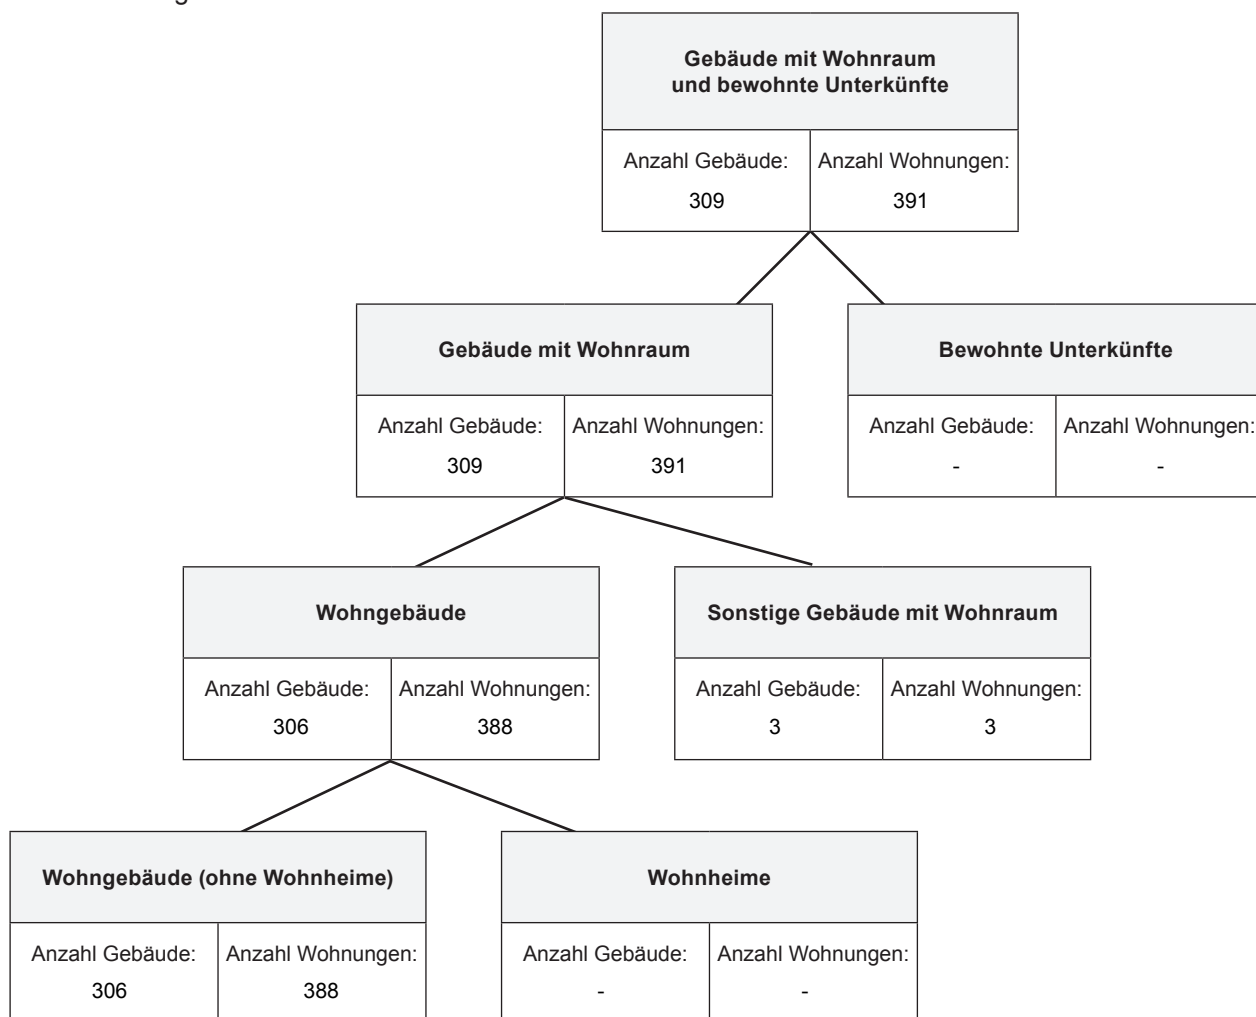 Gebäude mit Wohnraum
und bewohnte Unterkünfte
Anzahl Gebäude: Anzahl Wohnungen:
309 391
Gebäude mit Wohnraum Bewohnte Unterkünfte
Anzahl Gebäude: Anzahl Wohnungen: Anzahl Gebäude: Anzahl Wohnungen:
309 391 - -
Wohngebäude Sonstige Gebäude mit Wohnraum
Anzahl Gebäude: Anzahl Wohnungen: Anzahl Gebäude: Anzahl Wohnungen:
306 388 3 3
Wohngebäude (ohne Wohnheime) Wohnheime
Anzahl Gebäude: Anzahl Wohnungen: Anzahl Gebäude: Anzahl Wohnungen:
306 388 - -